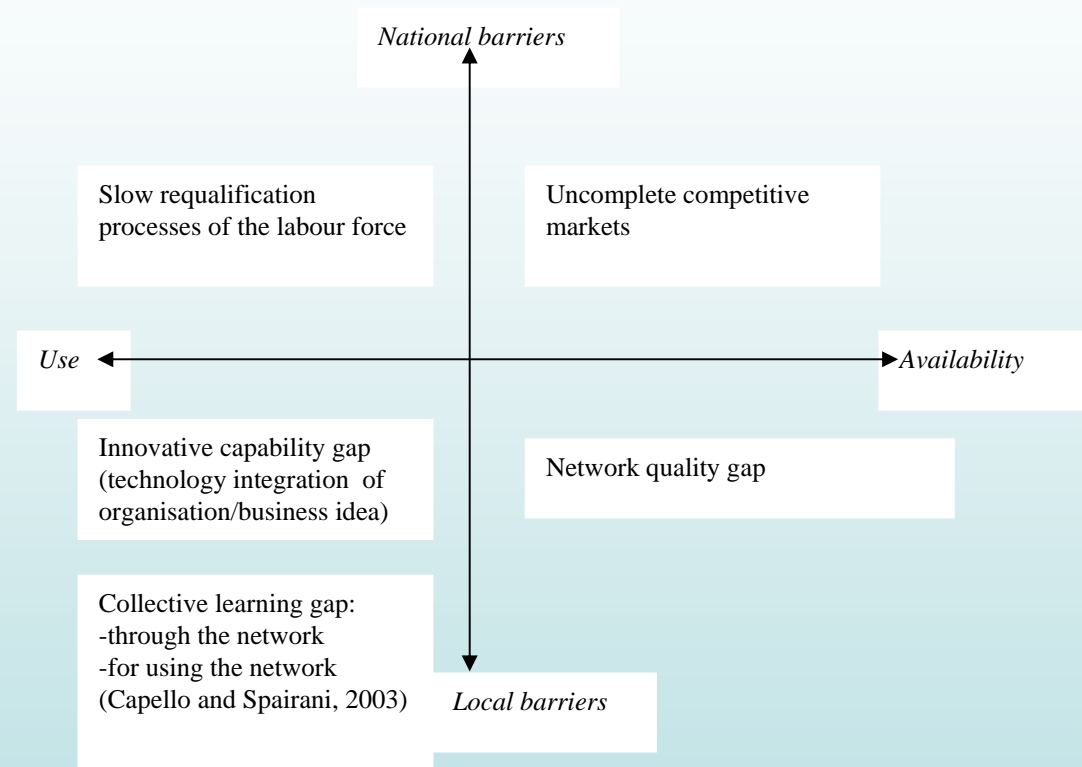 National barriers
Slow requalification
processes of the labour force
Uncomplete competitive
markets
Use
Availability
Innovative capability gap
(technology integration  of
organisation/business idea)
Network quality gap
Collective learning gap:
-through the network
-for using the network
(Capello and Spairani, 2003)
Local barriers